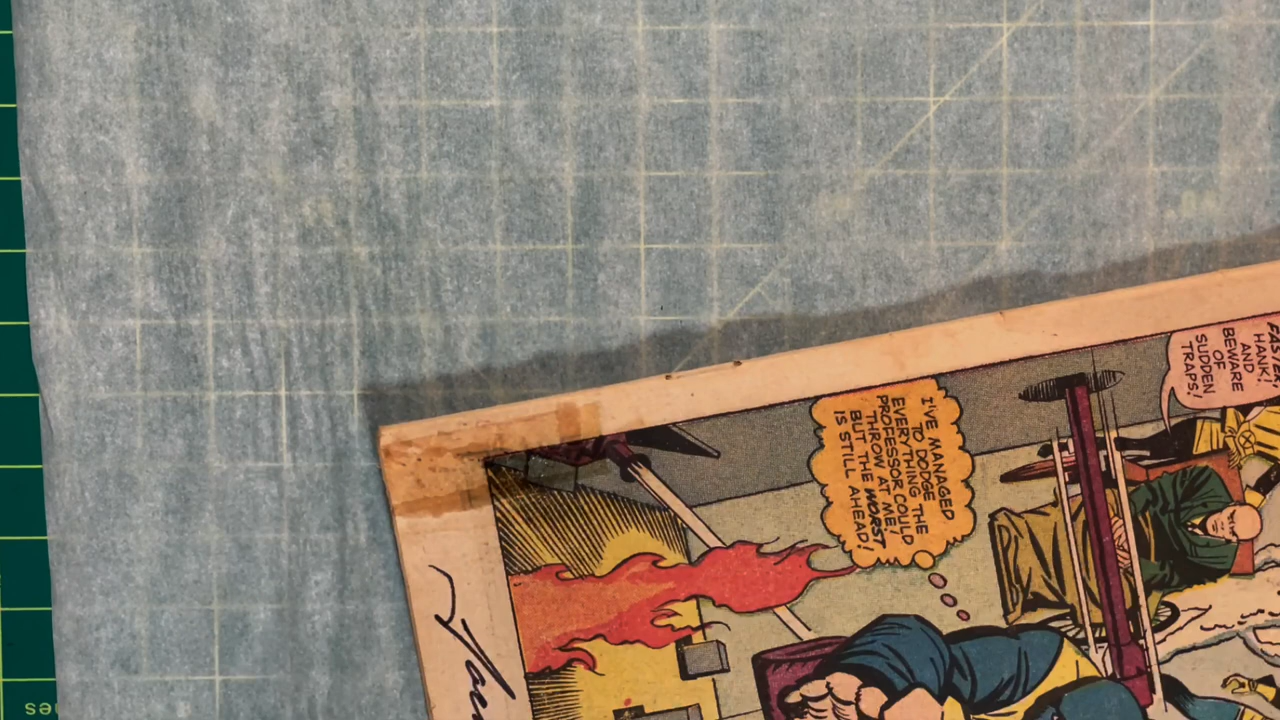 FASTER,
HANK!
AND
BEWARE
OF
SUDDEN
TRAPS!
I'VE MANAGED
TO DODGE
EVERYTHING THE
PROFESSOR COULD
THROW AT ME!
BUT THE WORST
IS STILL AHEAD!